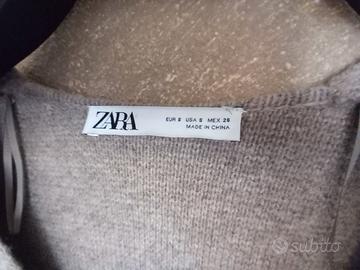 ZARA
EUR S USA S MEX 26
MADE IN CHINA
subito